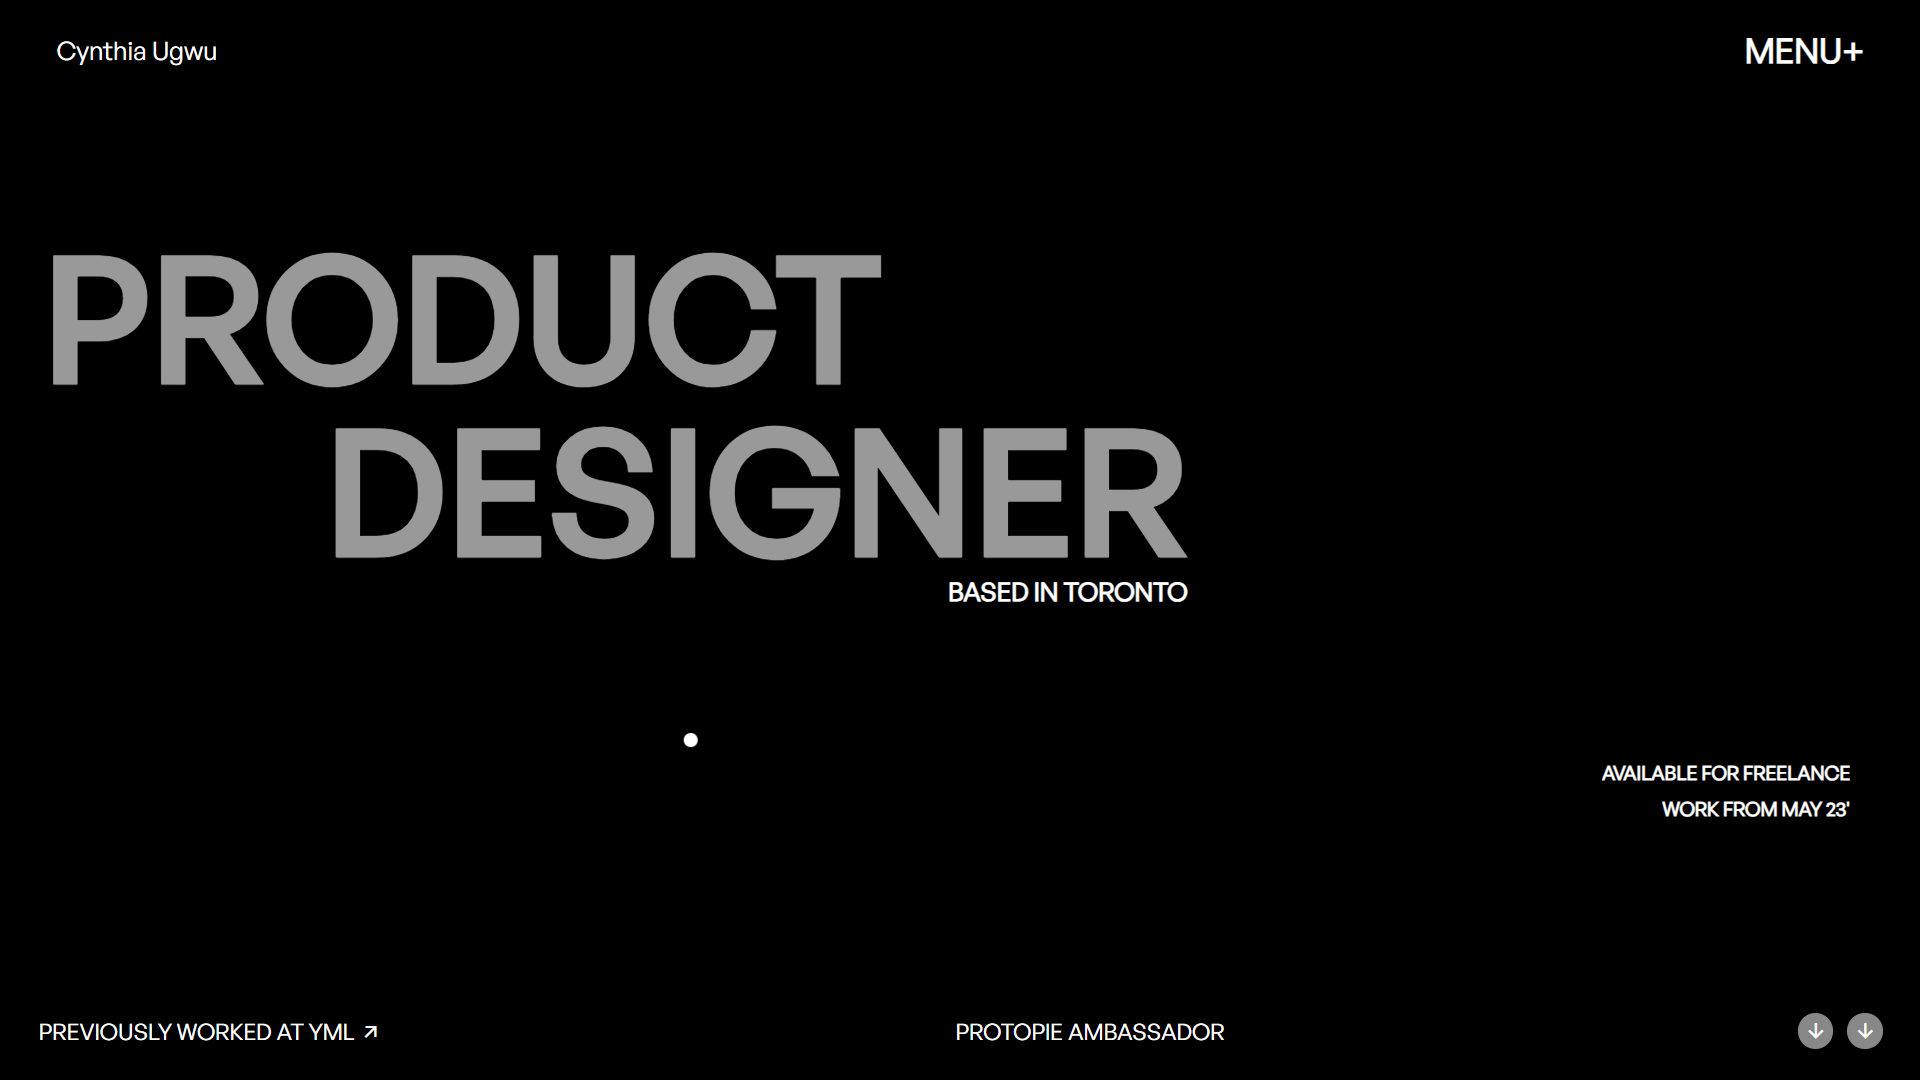 Cynthia Ugwu
MENU+
PRODUCT
DESIGNER
BASED IN TORONTO
AVAILABLE FOR FREELANCE
WORK FROM MAY 23'
PREVIOUSLY WORKED AT YML ↗
PROTOPIE AMBASSADOR